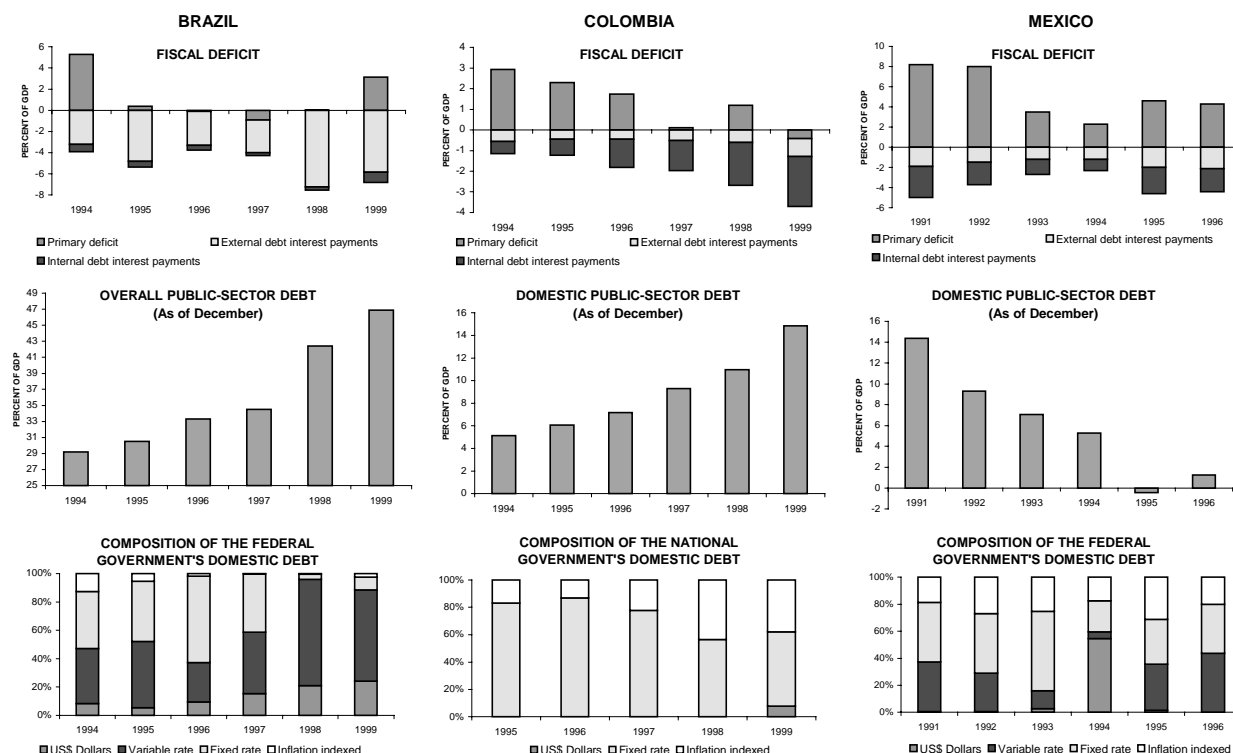 BRAZIL
FISCAL DEFICIT
PERCENT OF GDP
6
4
2
0
-2
-4
-6
-8
1994 1995 1996 1997 1998 1999
Primary deficit External debt interest payments
Internal debt interest payments
COLOMBIA
FISCAL DEFICIT
PERCENT OF GDP
4
3
2
1
0
-1
-2
-3
-4
1994 1995 1996 1997 1998 1999
Primary deficit External debt interest payments
Internal debt interest payments
MEXICO
FISCAL DEFICIT
PERCENT OF GDP
10
8
6
4
2
0
-2
-4
-6
1991 1992 1993 1994 1995 1996
Primary deficit External debt interest payments
Internal debt interest payments
OVERALL PUBLIC-SECTOR DEBT
(As of December)
PERCENT OF GDP
49
47
45
43
41
39
37
35
33
31
29
27
25
1994 1995 1996 1997 1998 1999
DOMESTIC PUBLIC-SECTOR DEBT
(As of December)
PERCENT OF GDP
16
14
12
10
8
6
4
2
0
1994 1995 1996 1997 1998 1999
DOMESTIC PUBLIC-SECTOR DEBT
(As of December)
PERCENT OF GDP
16
14
12
10
8
6
4
2
0
-2
1991 1992 1993 1994 1995 1996
COMPOSITION OF THE FEDERAL
GOVERNMENT'S DOMESTIC DEBT
100%
80%
60%
40%
20%
0%
1994 1995 1996 1997 1998 1999
US$ Dollars Variable rate Fixed rate Inflation indexed
COMPOSITION OF THE NATIONAL
GOVERNMENT'S DOMESTIC DEBT
100%
80%
60%
40%
20%
0%
1995 1996 1997 1998 1999
US$ Dollars Fixed rate Inflation indexed
COMPOSITION OF THE FEDERAL
GOVERNMENT'S DOMESTIC DEBT
100%
80%
60%
40%
20%
0%
1991 1992 1993 1994 1995 1996
US$ Dollars Variable rate Fixed rate Inflation indexed